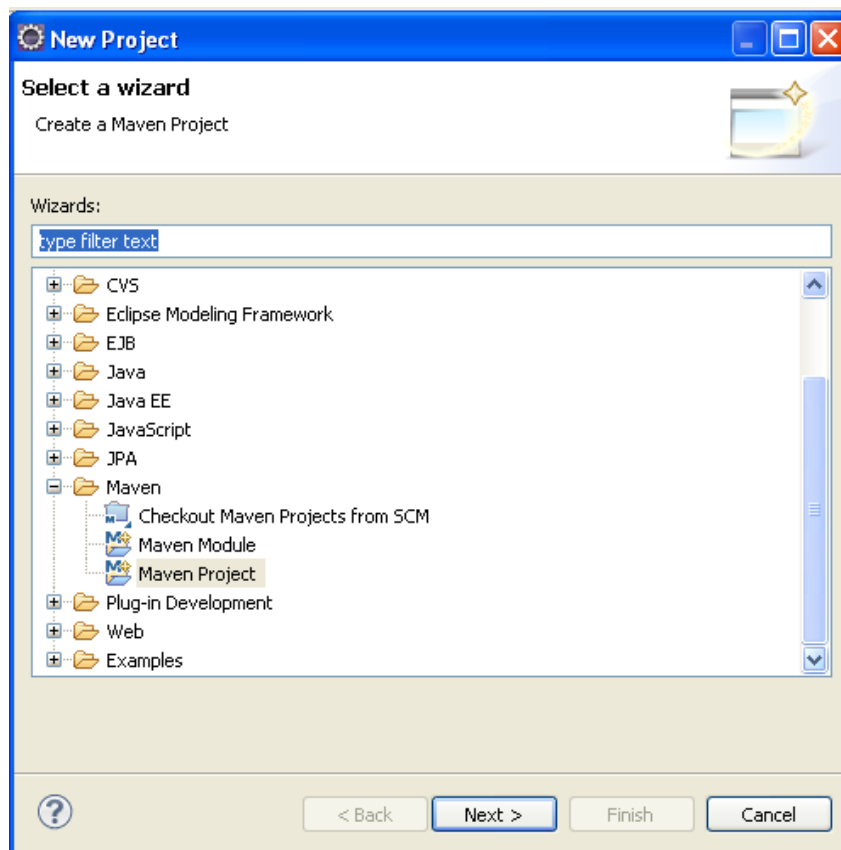 New Project
Select a wizard
Create a Maven Project
Wizards:
type filter text
CVS
Eclipse Modeling Framework
EJB
Java
Java EE
JavaScript
JPA
Maven
Checkout Maven Projects from SCM
Maven Module
Maven Project
Plug-in Development
Web
Examples
? < Back Next > Finish Cancel